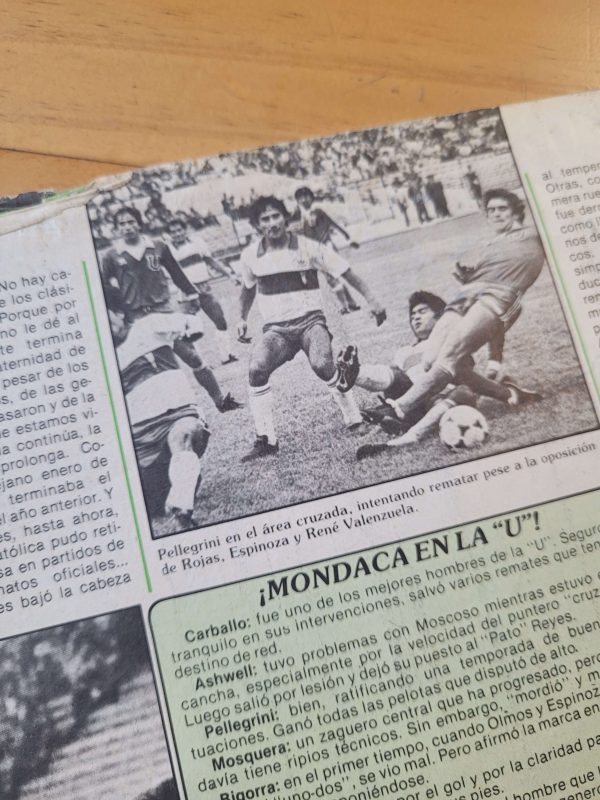 No hay ca-
e los clási-
Porque por
no le dé al
te termina
aternidad de
pesar de los
s, de las ge-
asaron y de la
e estamos vi-
a continúa, la
prolonga. Co-
ejano enero de
terminaba el
el año anterior. Y
es, hasta ahora,
atólica pudo reti-
sa en partidos de
natos oficiales...
es bajó la cabeza
al temper
Otras, co
mera rue
fue derr
como l
nos de
cos.
simp
duc
rem
mient
para
A
Pellegrini en el área cruzada, intentando rematar pese a la oposición
de Rojas, Espinoza y René Valenzuela.
¡MONDACA EN LA "U"!
Carballo: fue uno de los mejores hombres de la "U". Seguro
tranquilo en sus intervenciones, salvó varios remates que ten
destino de red.
Ashwell: tuvo problemas con Moscoso mientras estuvo e
cancha, especialmente por la velocidad del puntero "cruz
Luego salió por lesión y dejó su puesto al "Pato" Reyes.
Pellegrini: bien, ratificando una temporada de buen
tuaciones. Ganó todas las pelotas que disputó de alto.
Mosquera: un zaguero central que ha progresado, pero
davía tiene ripios técnicos. Sin embargo, "mordió" y m
Bigorra: en el primer tiempo, cuando Olmos y Espinoz
"uno-dos", se vio mal. Pero afirmó la marca en
oniéndose.
por el gol y por la claridad pa
pies.
hombre que l